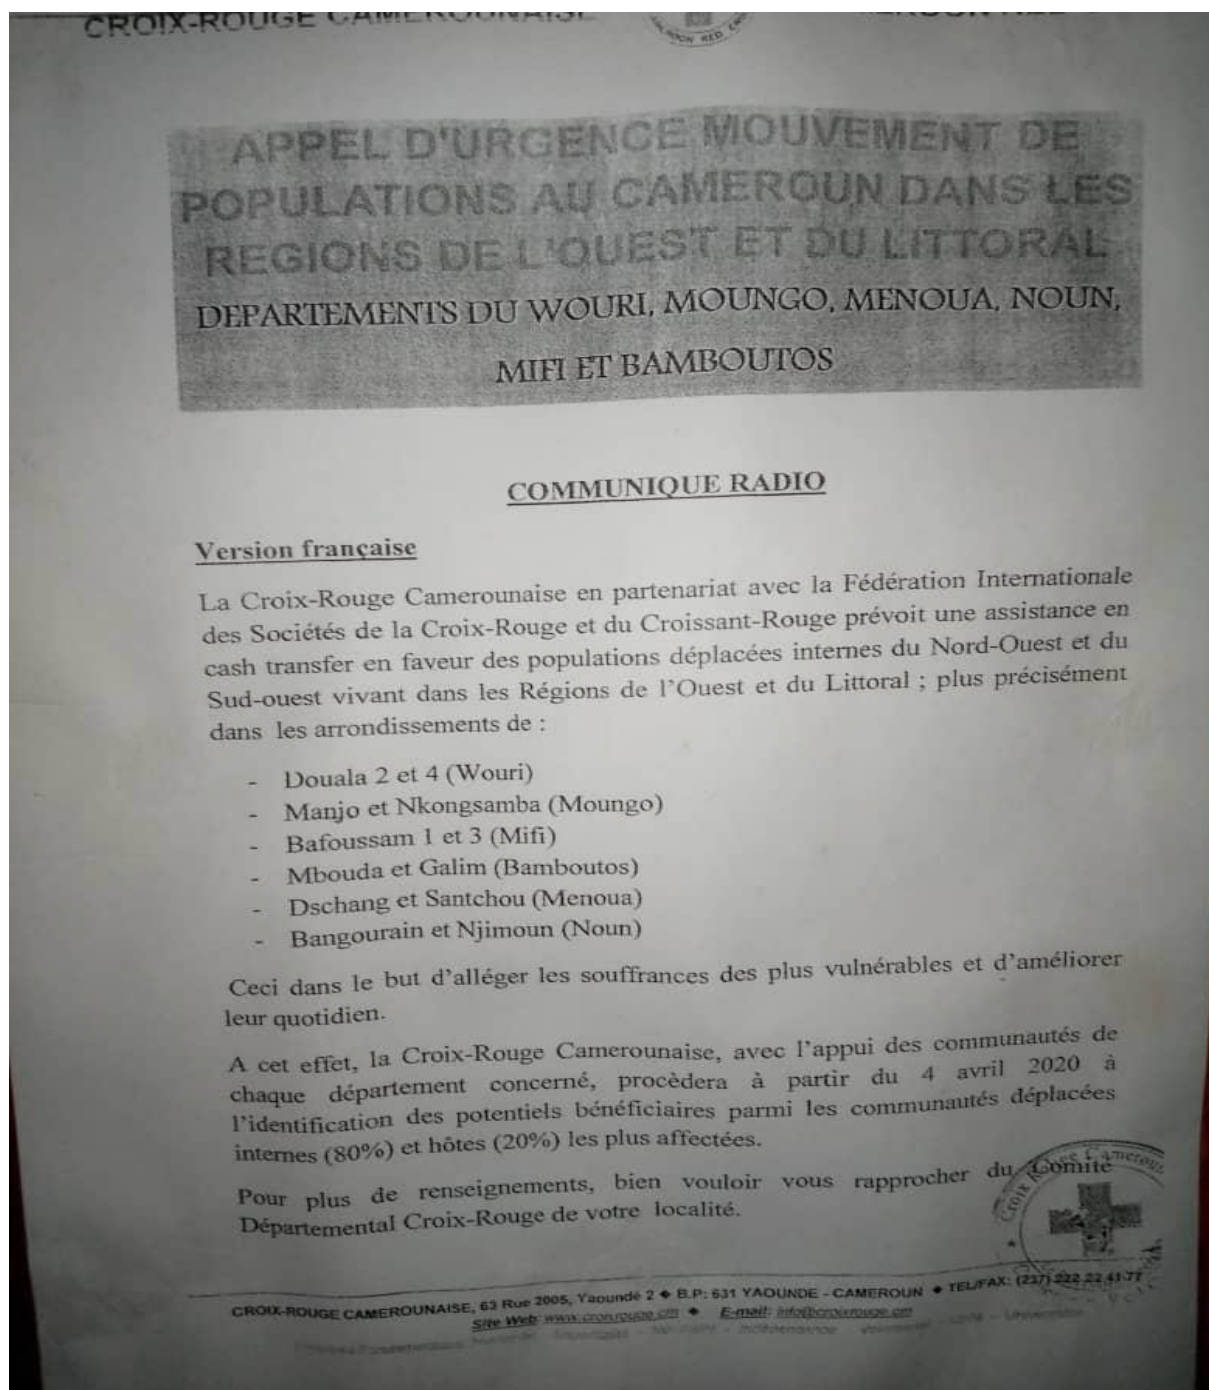 CROIX-ROUGE CAMEROUNAISE
RED
APPEL D'URGENCE MOUVEMENT DE
POPULATIONS AU CAMEROUN DANS LES
REGIONS DE L'OUEST ET DU LITTORAL
DEPARTEMENTS DU WOURI, MOUNGO, MENOUA, NOUN,
MIFI ET BAMBOUTOS
COMMUNIQUE RADIO
Version française
La Croix-Rouge Camerounaise en partenariat avec la Fédération Internationale
des Sociétés de la Croix-Rouge et du Croissant-Rouge prévoit une assistance en
cash transfer en faveur des populations déplacées internes du Nord-Ouest et du
Sud-ouest vivant dans les Régions de l'Ouest et du Littoral ; plus précisément
dans les arrondissements de :
- Douala 2 et 4 (Wouri)
- Manjo et Nkongsamba (Moungo)
- Bafoussam 1 et 3 (Mifi)
- Mbouda et Galim (Bamboutos)
- Dschang et Santchou (Menoua)
- Bangourain et Njimoun (Noun)
Ceci dans le but d'alléger les souffrances des plus vulnérables et d'améliorer
leur quotidien.
A cet effet, la Croix-Rouge Camerounaise, avec l'appui des communautés de
chaque département concerné, procèdera à partir du 4 avril 2020 à
l'identification des potentiels bénéficiaires parmi les communautés déplacées
internes (80%) et hôtes (20%) les plus affectées.
Pour plus de renseignements, bien vouloir vous rapprocher du Comité
Départemental Croix-Rouge de votre localité.
CROIX-ROUGE CAMEROUNAISE, 63 Rue 2005, Yaoundé 2 ◆ B.P: 631 YAOUNDE - CAMEROUN ◆ TEL/FAX: (237) 222 22 41 77
Site Web: www.croixrouge.cm ◆ E-mail: info@croixrouge.cm